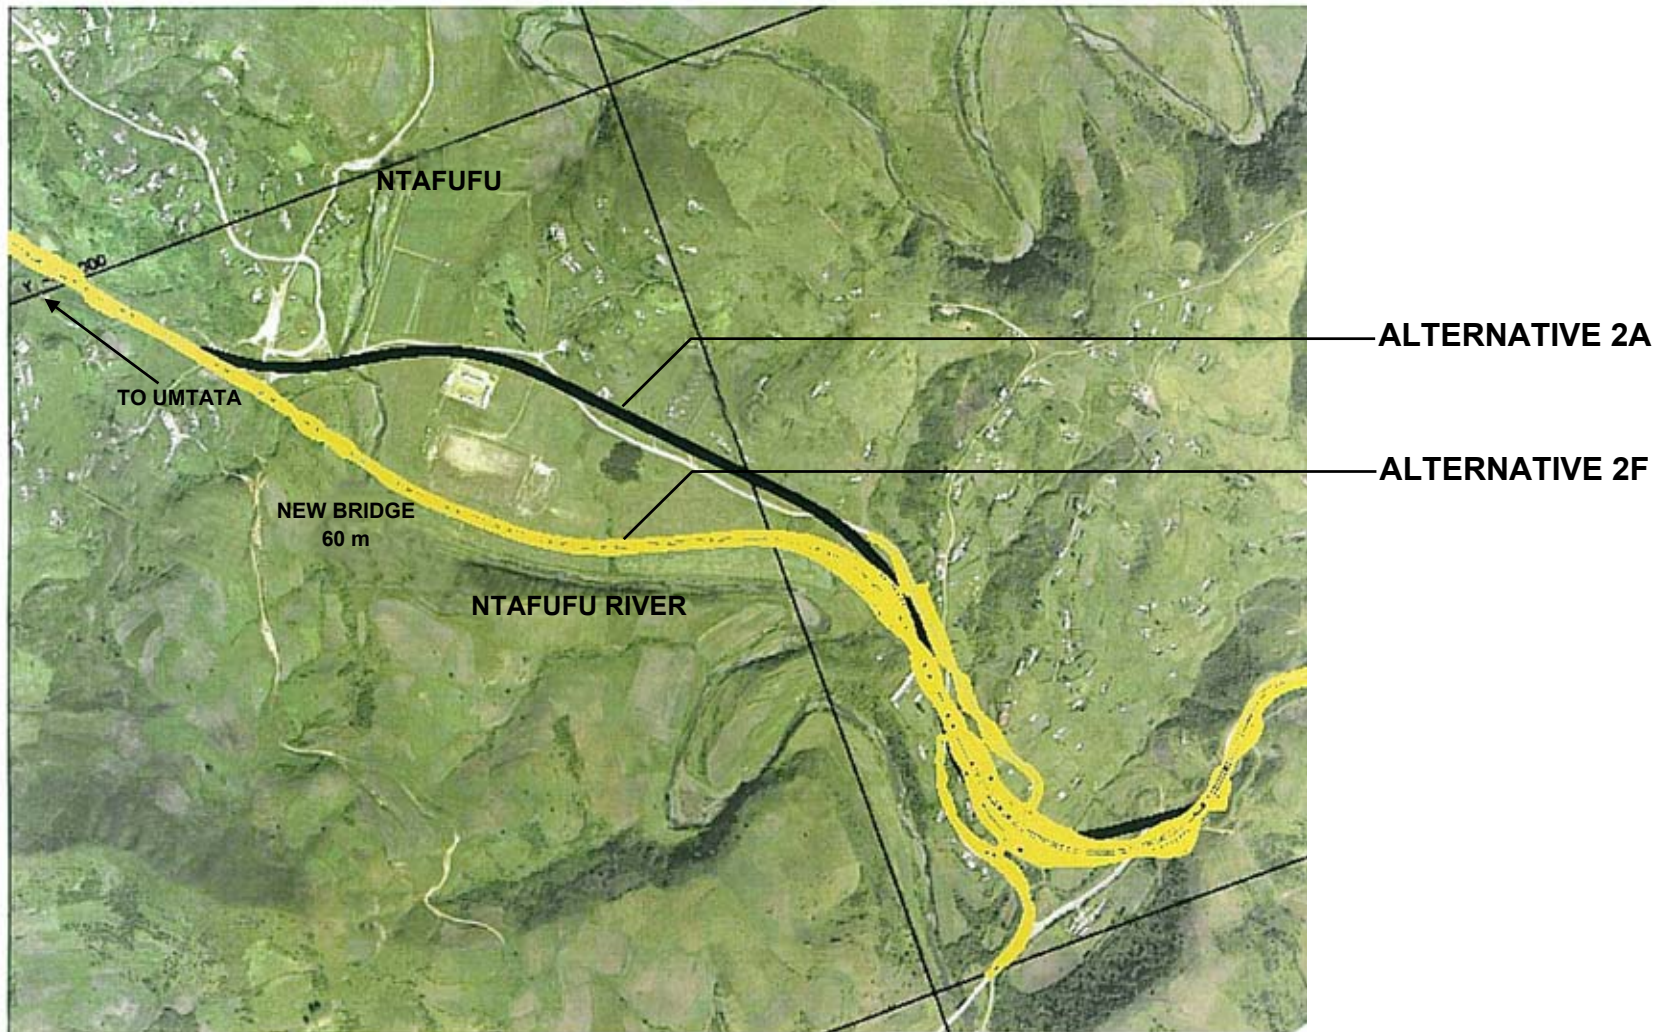 NTAFUFU
ALTERNATIVE 2A
TO UMTATA
ALTERNATIVE 2F
NEW BRIDGE
60 m
NTAFUFU RIVER